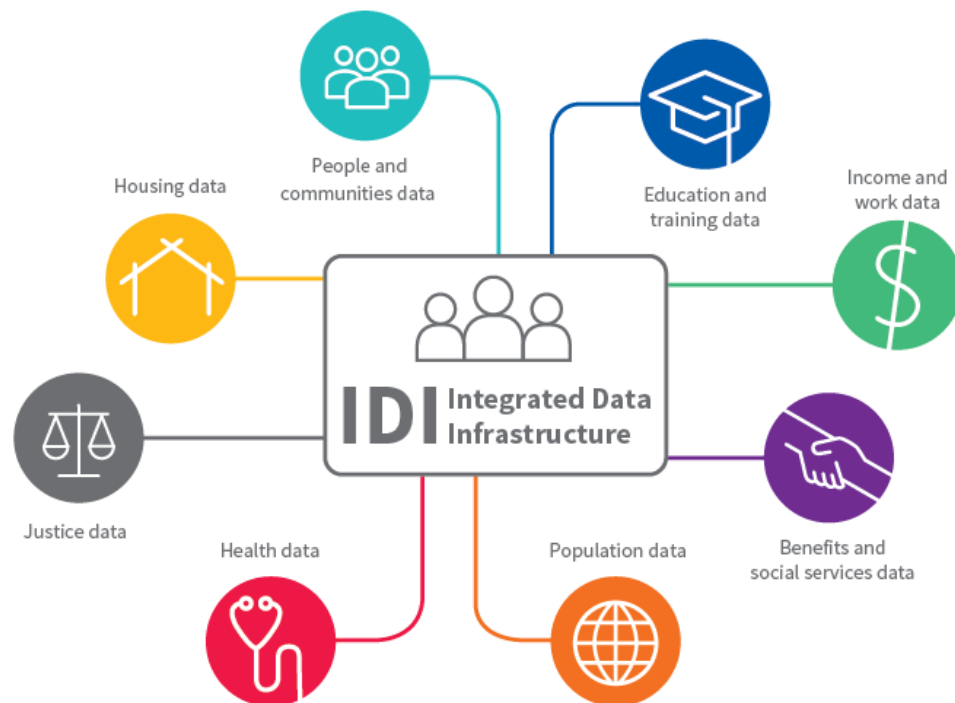 People and
communities data
Education and
training data
Housing data
Income and
work data
IDI
Integrated Data
Infrastructure
Justice data
Health data
Population data
Benefits and
social services data